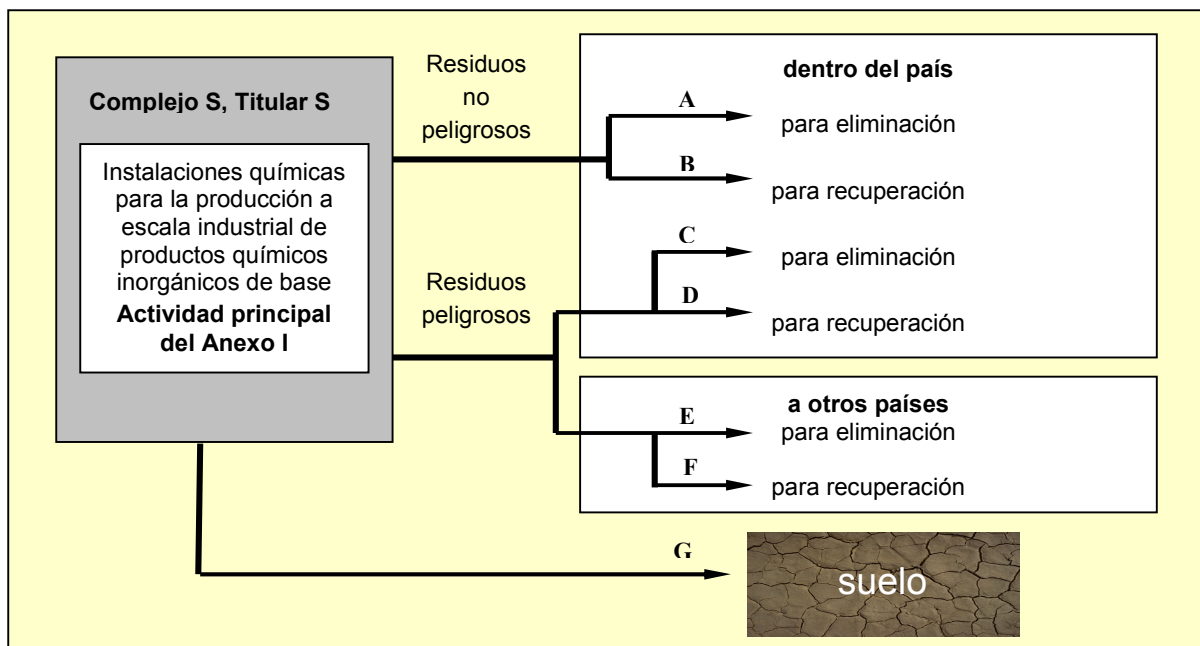 Complejo S, Titular S
Instalaciones químicas
para la producción a
escala industrial de
productos químicos
inorgánicos de base
Actividad principal
del Anexo I
Residuos
no
peligrosos
Residuos
peligrosos
dentro del país
A
para eliminación
B
para recuperación
C
para eliminación
D
para recuperación
a otros países
E
para eliminación
F
para recuperación
G
suelo